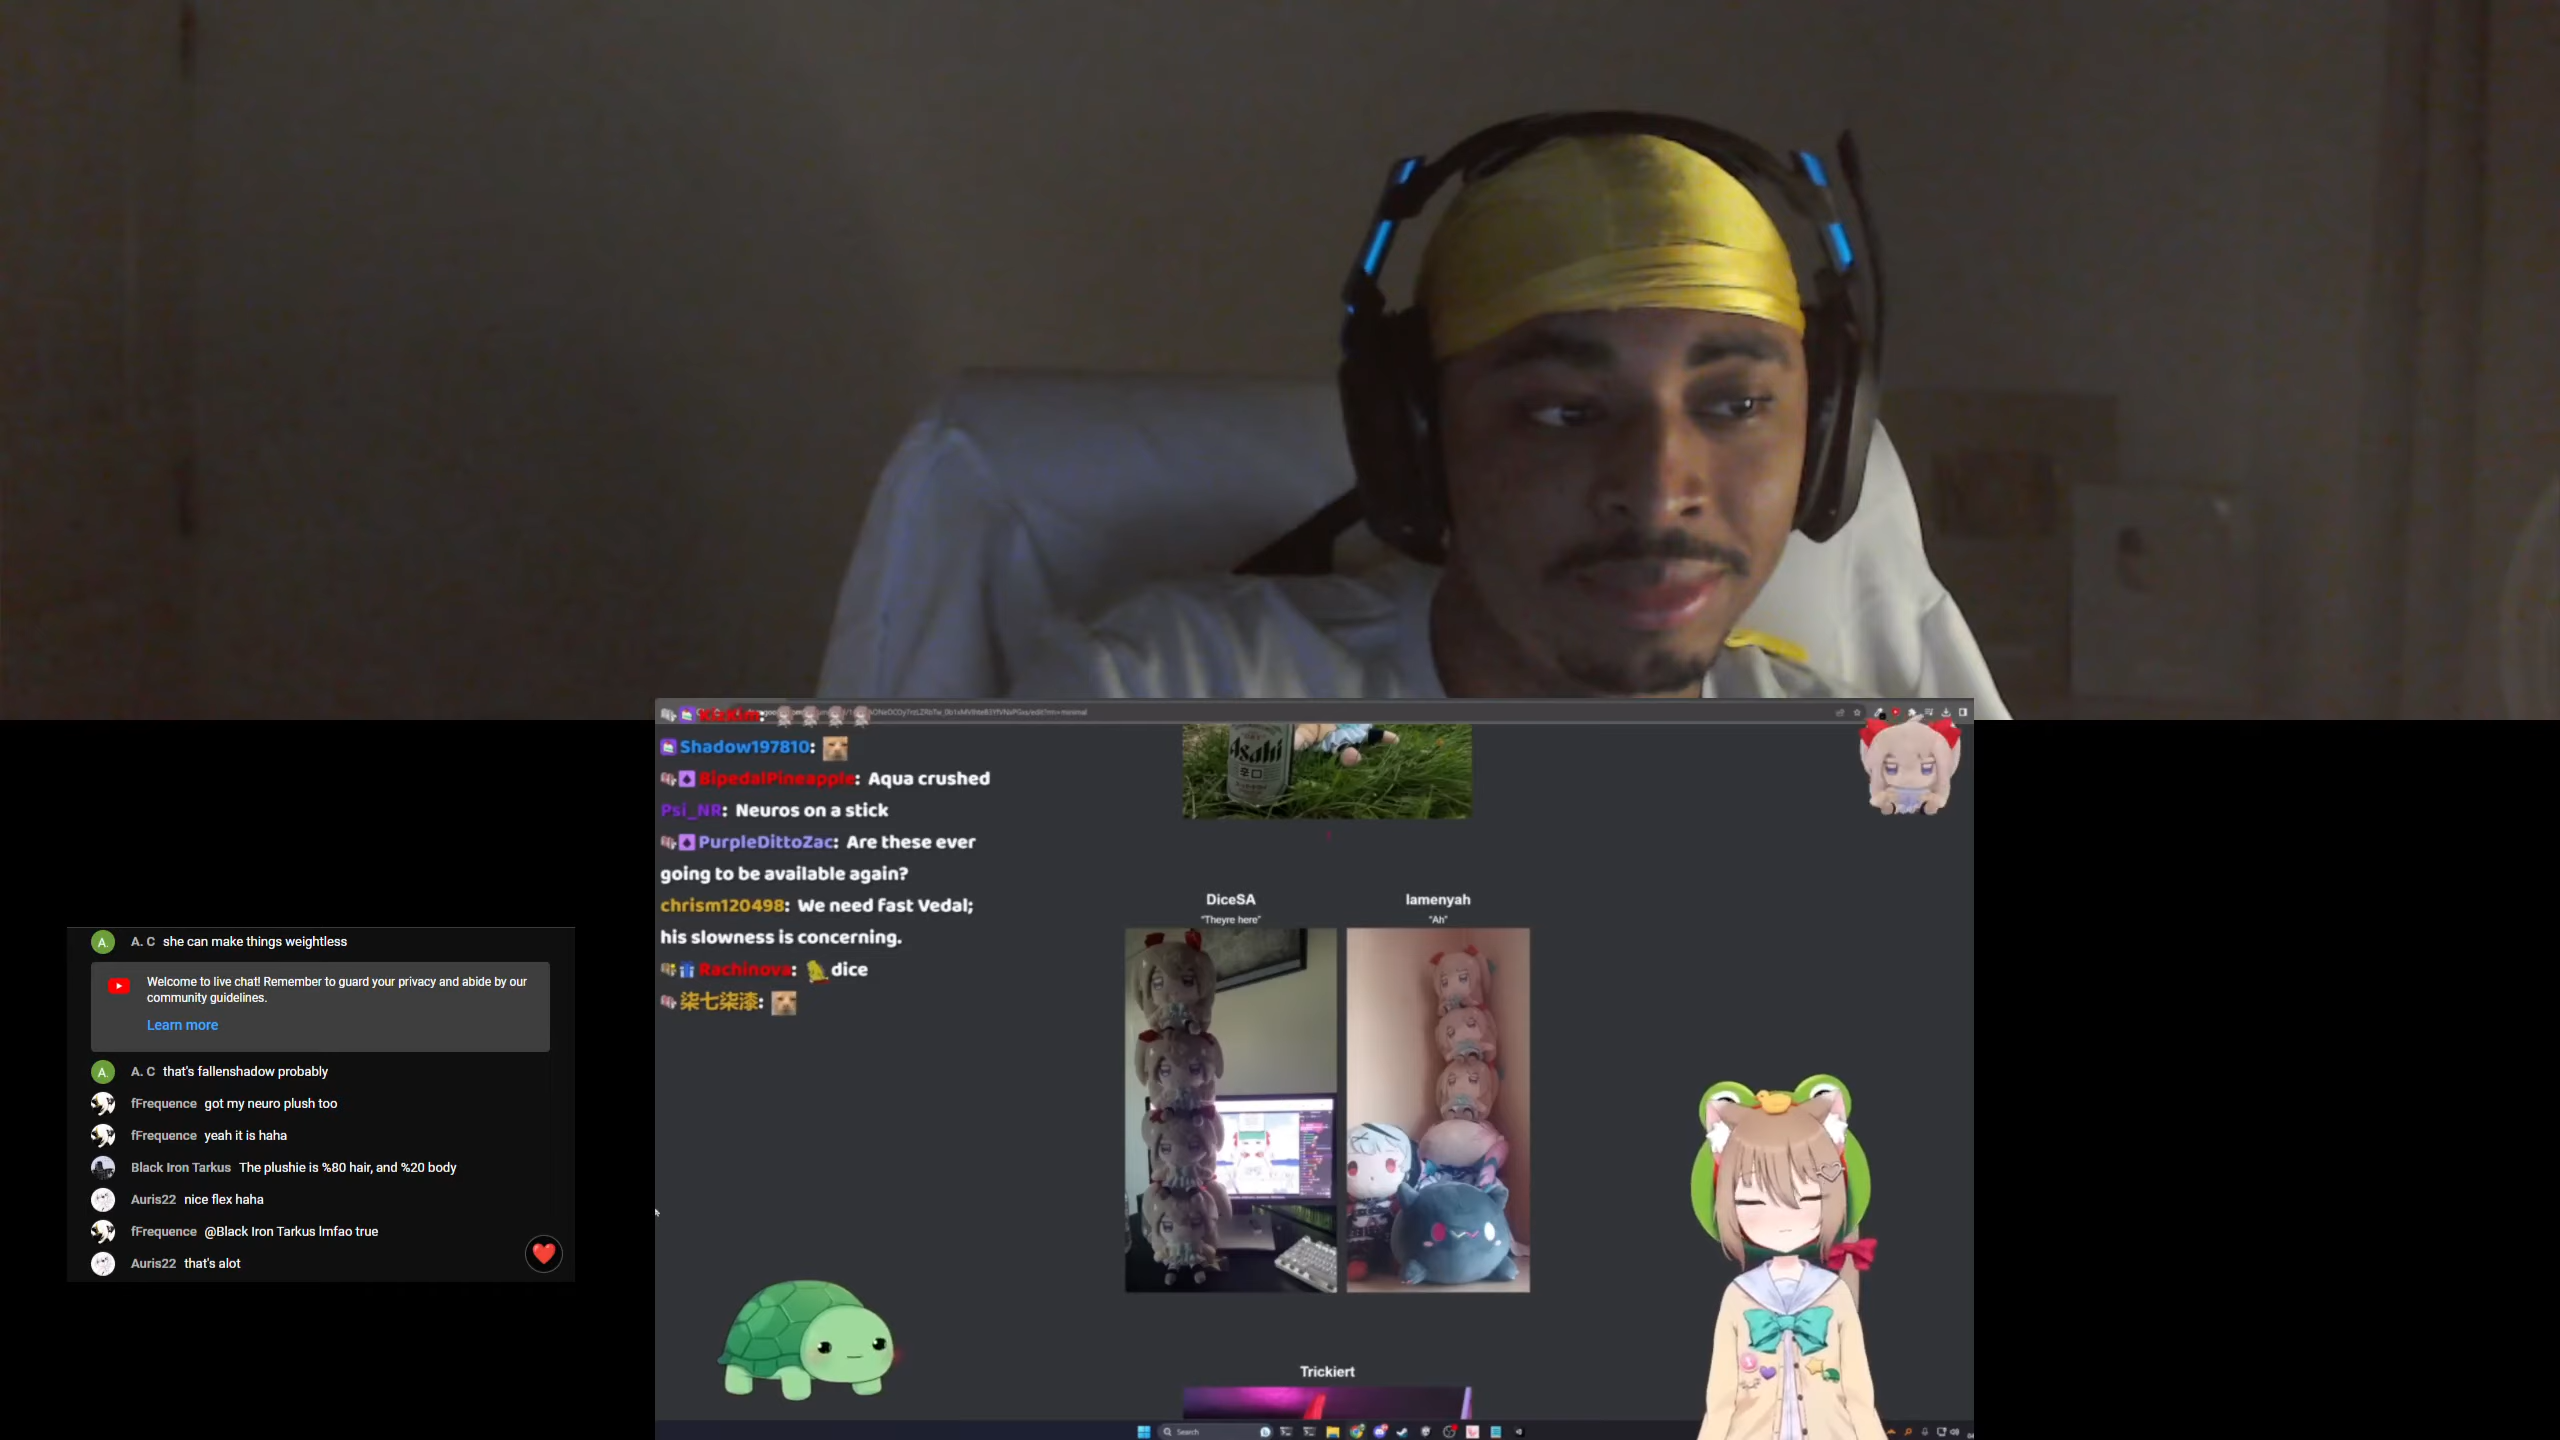 A. C she can make things weightless
Welcome to live chat! Remember to guard your privacy and abide by our
community guidelines.
Learn more
A. C that's fallenshadow probably
fFrequence got my neuro plush too
fFrequence yeah it is haha
Black Iron Tarkus The plushie is %80 hair, and %20 body
Auris22 nice flex haha
fFrequence @Black Iron Tarkus lmfao true
Auris22 that's alot
Shadow197810:
BipedalPineapple: Aqua crushed
Psi_NR: Neuros on a stick
PurpleDittoZac: Are these ever
going to be available again?
chrism120498: We need fast Vedal;
his slowness is concerning.
Rachinova: dice
柒七柒漆:
Asahi
辛口
DiceSA
"Theyre here"
lamenyah
"Ah"
Trickiert
Search